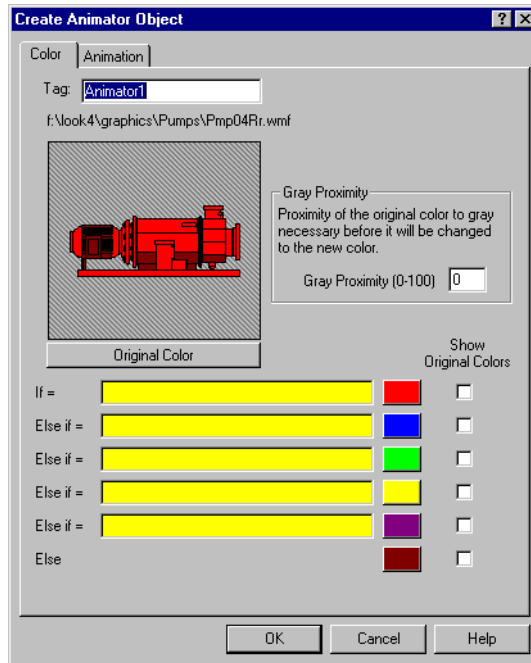 Create Animator Object
Color Animation
Tag: Animator1
f:\look4\graphics\Pumps\Pmp04Rr.wmf
Gray Proximity
Proximity of the original color to gray
necessary before it will be changed
to the new color.
Gray Proximity (0-100) 0
Original Color
Show
Original Colors
If =
Else if =
Else if =
Else if =
Else if =
Else
OK Cancel Help